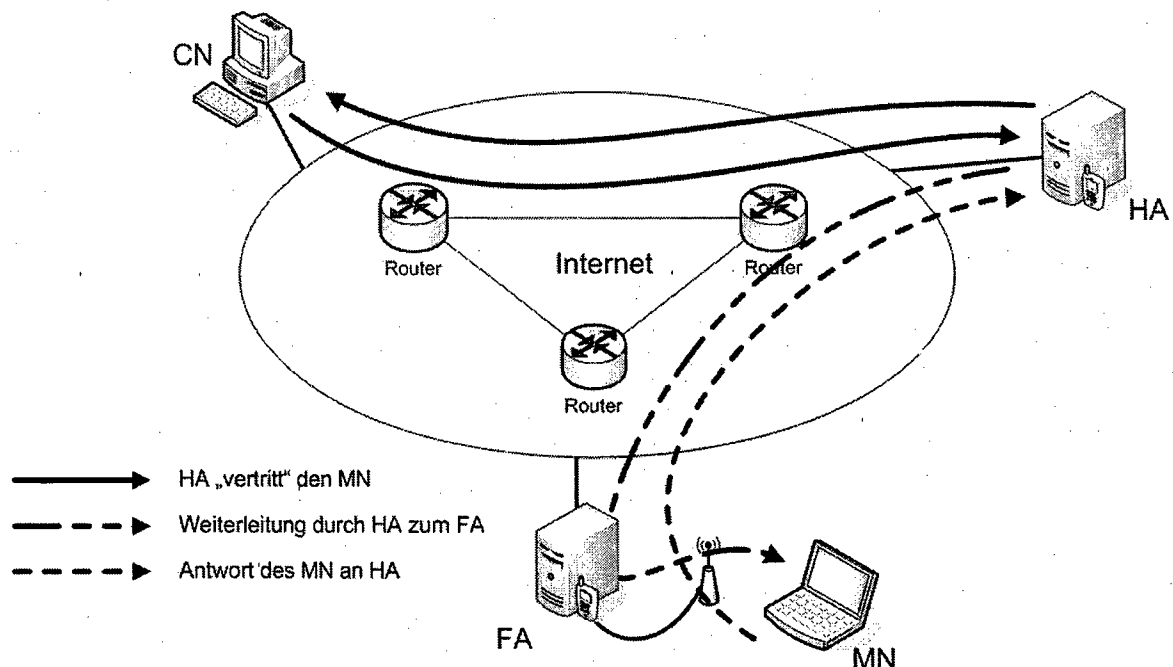 CN
HA
Router
Internet
Router
Router
HA „vertritt“ den MN
Weiterleitung durch HA zum FA
Antwort des MN an HA
FA
MN